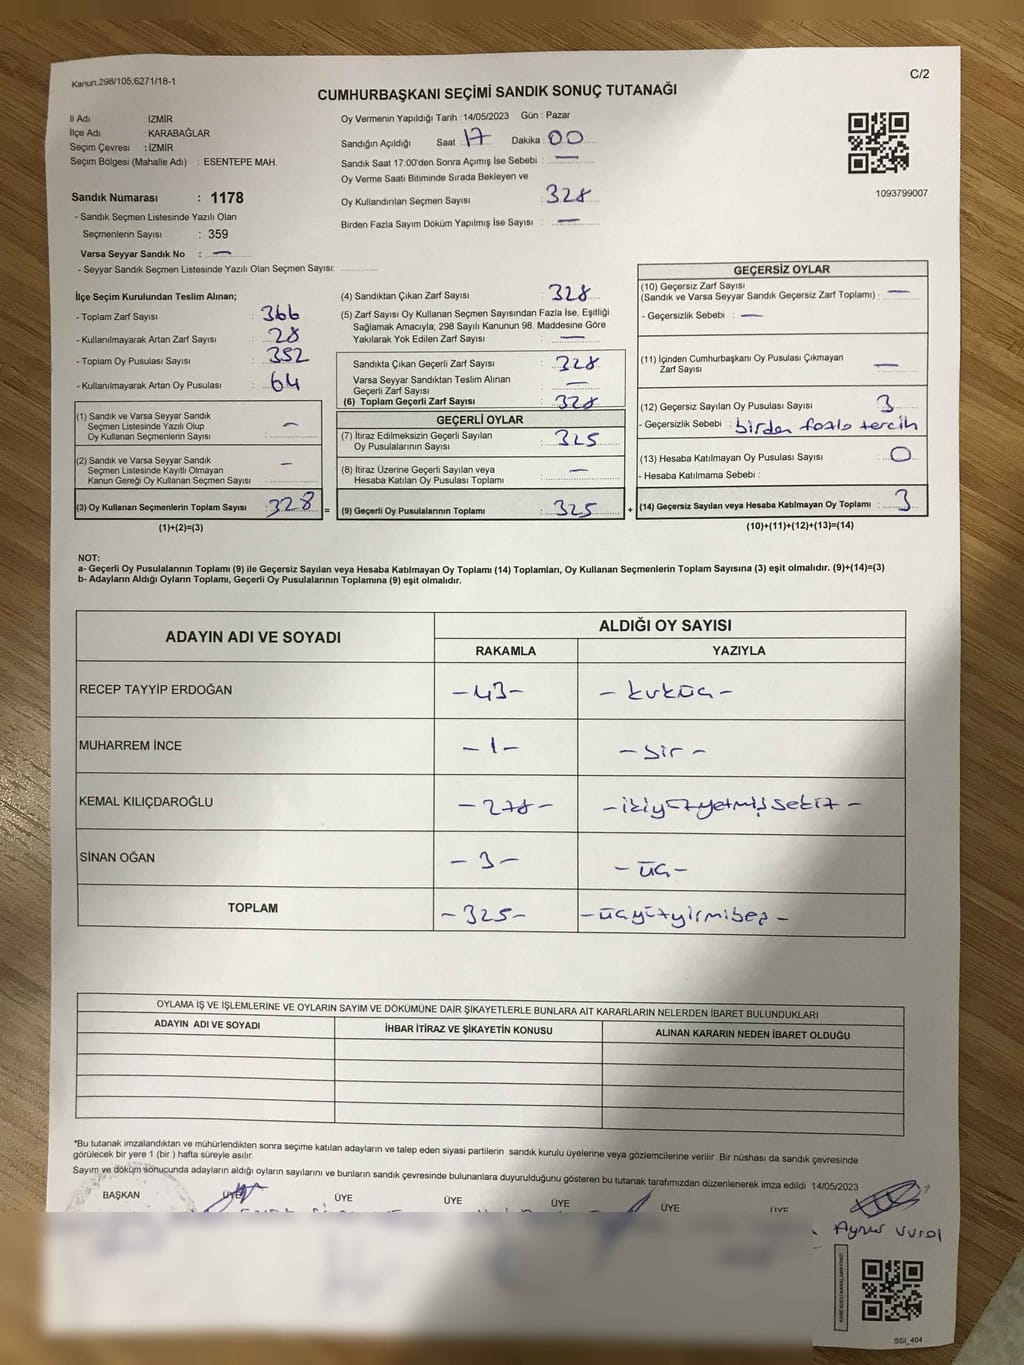 Kanun,298/105,6271/18-1
C/2
CUMHURBAŞKANI SEÇİMİ SANDIK SONUÇ TUTANAĞI
İl Adı İZMİR
İlçe Adı KARABAĞLAR
Seçim Çevresi : İZMİR
Seçim Bölgesi (Mahalle Adı) : ESENTEPE MAH.
Sandık Numarası : 1178
- Sandık Seçmen Listesinde Yazılı Olan
Seçmenlerin Sayısı : 359
Varsa Seyyar Sandık No : —
- Seyyar Sandık Seçmen Listesinde Yazılı Olan Seçmen Sayısı:
Oy Vermenin Yapıldığı Tarih : 14/05/2023 Gün : Pazar
Sandığın Açıldığı Saat 17 Dakika : 00
Sandık Saat 17:00'den Sonra Açımış İse Sebebi : —
Oy Verme Saati Bitiminde Sırada Bekleyen ve
Oy Kullandırılan Seçmen Sayısı : 328
Birden Fazla Sayım Döküm Yapılmış İse Sayısı : —
1093799007
İlçe Seçim Kurulundan Teslim Alınan;
- Toplam Zarf Sayısı : 366
- Kullanılmayarak Artan Zarf Sayısı : 28
- Toplam Oy Pusulası Sayısı : 352
- Kullanılmayarak Artan Oy Pusulası : 64
(1) Sandık ve Varsa Seyyar Sandık
Seçmen Listesinde Yazılı Olup
Oy Kullanan Seçmenlerin Sayısı : —
(2) Sandık ve Varsa Seyyar Sandık
Seçmen Listesinde Kayıtlı Olmayan
Kanun Gereği Oy Kullanan Seçmen Sayısı : —
(3) Oy Kullanan Seçmenlerin Toplam Sayısı : 328 =
(1)+(2)=(3)
(4) Sandıktan Çıkan Zarf Sayısı : 328
(5) Zarf Sayısı Oy Kullanan Seçmen Sayısından Fazla İse, Eşitliği
Sağlamak Amacıyla; 298 Sayılı Kanunun 98. Maddesine Göre
Yakılarak Yok Edilen Zarf Sayısı : —
Sandıkta Çıkan Geçerli Zarf Sayısı : 328
Varsa Seyyar Sandıktan Teslim Alınan
Geçerli Zarf Sayısı : —
(6) Toplam Geçerli Zarf Sayısı : 328
GEÇERLİ OYLAR
(7) İtiraz Edilmeksizin Geçerli Sayılan
Oy Pusulalarının Sayısı : 325
(8) İtiraz Üzerine Geçerli Sayılan veya
Hesaba Katılan Oy Pusulası Toplamı : —
(9) Geçerli Oy Pusulalarının Toplamı : 325 +
GEÇERSİZ OYLAR
(10) Geçersiz Zarf Sayısı
(Sandık ve Varsa Seyyar Sandık Geçersiz Zarf Toplamı) : —
- Geçersizlik Sebebi : —
(11) İçinden Cumhurbaşkanı Oy Pusulası Çıkmayan
Zarf Sayısı : —
(12) Geçersiz Sayılan Oy Pusulası Sayısı : 3
- Geçersizlik Sebebi : birden fazla tercih
(13) Hesaba Katılmayan Oy Pusulası Sayısı : 0
- Hesaba Katılmama Sebebi :
(14) Geçersiz Sayılan veya Hesaba Katılmayan Oy Toplamı : 3
(10)+(11)+(12)+(13)=(14)
NOT:
a- Geçerli Oy Pusulalarının Toplamı (9) ile Geçersiz Sayılan veya Hesaba Katılmayan Oy Toplamı (14) Toplamları, Oy Kullanan Seçmenlerin Toplam Sayısına (3) eşit olmalıdır. (9)+(14)=(3)
b- Adayların Aldığı Oyların Toplamı, Geçerli Oy Pusulalarının Toplamına (9) eşit olmalıdır.
ADAYIN ADI VE SOYADI ALDIĞI OY SAYISI
RAKAMLA YAZIYLA
RECEP TAYYİP ERDOĞAN -43- - kırküç -
MUHARREM İNCE -1- - bir -
KEMAL KILIÇDAROĞLU -278- - ikiyüzyetmişsekiz -
SİNAN OĞAN -3- - üç -
TOPLAM -325- - üçyüzyirmibeş -
OYLAMA İŞ VE İŞLEMLERİNE VE OYLARIN SAYIM VE DÖKÜMÜNE DAİR ŞİKAYETLERLE BUNLARA AİT KARARLARIN NELERDEN İBARET BULUNDUKLARI
ADAYIN ADI VE SOYADI İHBAR İTİRAZ VE ŞİKAYETİN KONUSU ALINAN KARARIN NEDEN İBARET OLDUĞU
*Bu tutanak imzalandıktan ve mühürlendikten sonra seçime katılan adayların ve talep eden siyasi partilerin sandık kurulu üyelerine veya gözlemcilerine verilir .Bir nüshası da sandık çevresinde
görülecek bir yere 1 (bir ) hafta süreyle asılır.
Sayım ve döküm sonucunda adayların aldığı oyların sayılarını ve bunların sandık çevresinde bulunanlara duyurulduğunu gösteren bu tutanak tarafımızdan düzenlenerek imza edildi 14/05/2023
BAŞKAN ÜYE ÜYE ÜYE ÜYE ÜYE ÜYE
SSI_404